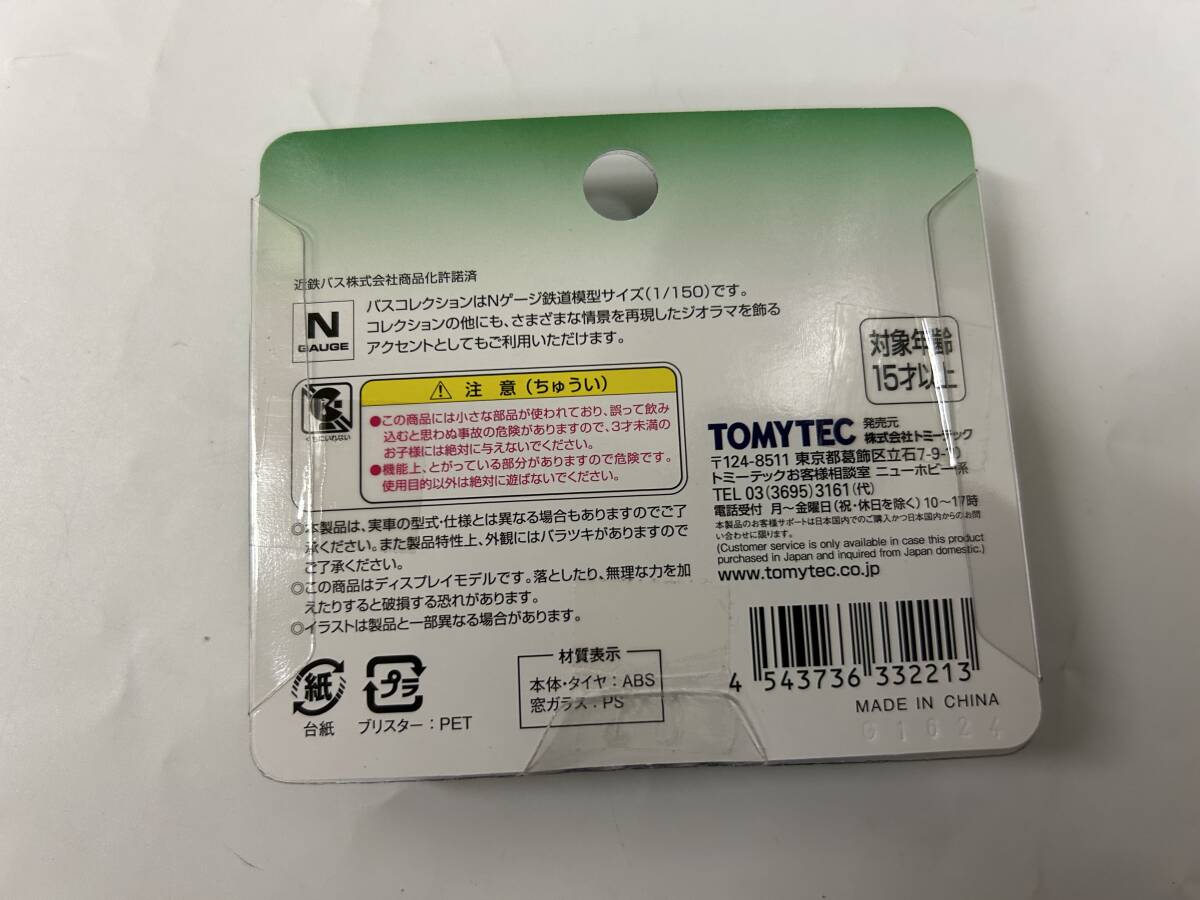 近鉄バス株式会社商品化許諾済
N
GAUGE
バスコレクションはNゲージ鉄道模型サイズ(1/150)です。
コレクションの他にも、さまざまな情景を再現したジオラマを飾る
アクセントとしてもご利用いただけます。
対象年齢
15才以上
くちにいれない
⚠ 注 意(ちゅうい)
●この商品には小さな部品が使われており、誤って飲み
込むと思わぬ事故の危険がありますので、3才未満の
お子様には絶対に与えないでください。
●機能上、とがっている部分がありますので危険です。
使用目的以外は絶対に遊ばないでください。
◎本製品は、実車の型式・仕様とは異なる場合もありますのでご了
承ください。また製品特性上、外観にはバラツキがありますので
ご了承ください。
◎この商品はディスプレイモデルです。落としたり、無理な力を加
えたりすると破損する恐れがあります。
◎イラストは製品と一部異なる場合があります。
TOMYTEC 発売元
株式会社トミーテック
〒124-8511 東京都葛飾区立石7-9-10
トミーテックお客様相談室 ニューホビー係
TEL 03(3695)3161(代)
電話受付 月~金曜日(祝・休日を除く)10~17時
本製品のお客様サポートは日本国内でのご購入かつ日本国内からのお問
い合わせに限ります。
(Customer service is only available in case this product
purchased in Japan and inquired from Japan domestic.)
www.tomytec.co.jp
紙
台紙
プラ
ブリスター:PET
材質表示
本体・タイヤ:ABS
窓ガラス:PS
4 543736 332213
MADE IN CHINA